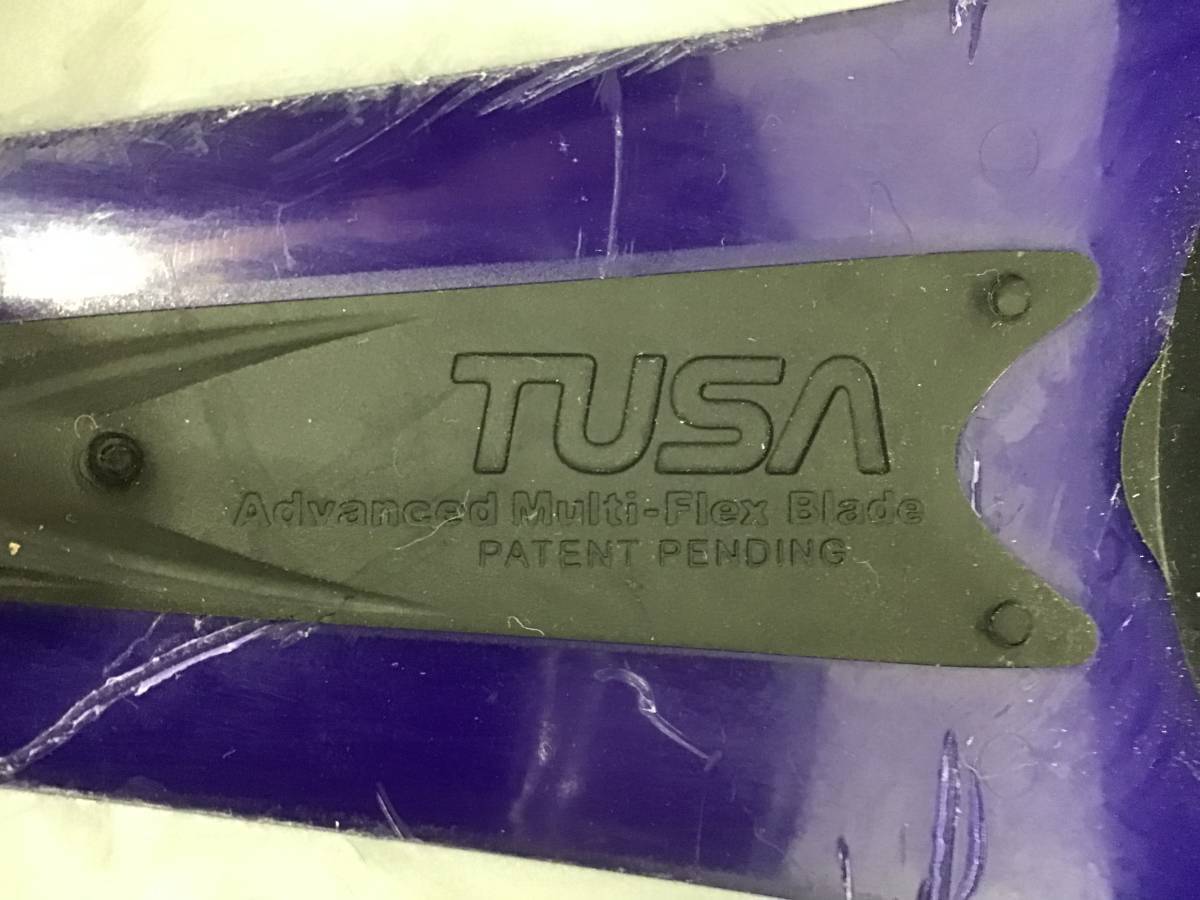 TUSA
Advanced Multi-Flex Blade
PATENT PENDING